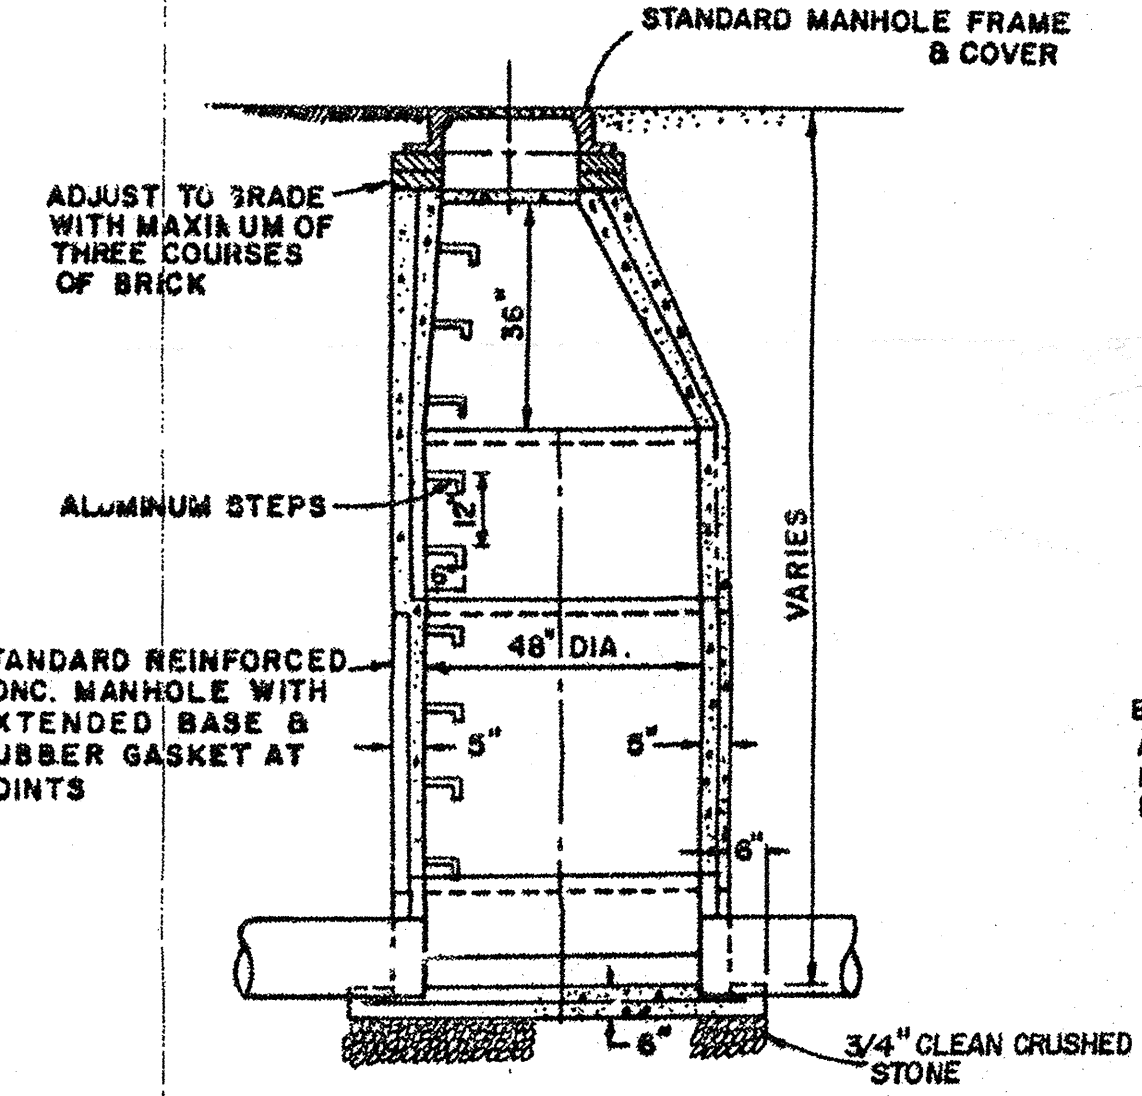 STANDARD MANHOLE FRAME
& COVER
ADJUST TO GRADE
WITH MAXIMUM OF
THREE COURSES
OF BRICK
36"
ALUMINUM STEPS
12"
VARIES
48" DIA.
TANDARD REINFORCED
ONC. MANHOLE WITH
XTENDED BASE &
UBBER GASKET AT
OINTS
5"
6"
6"
3/4" CLEAN CRUSHED
STONE